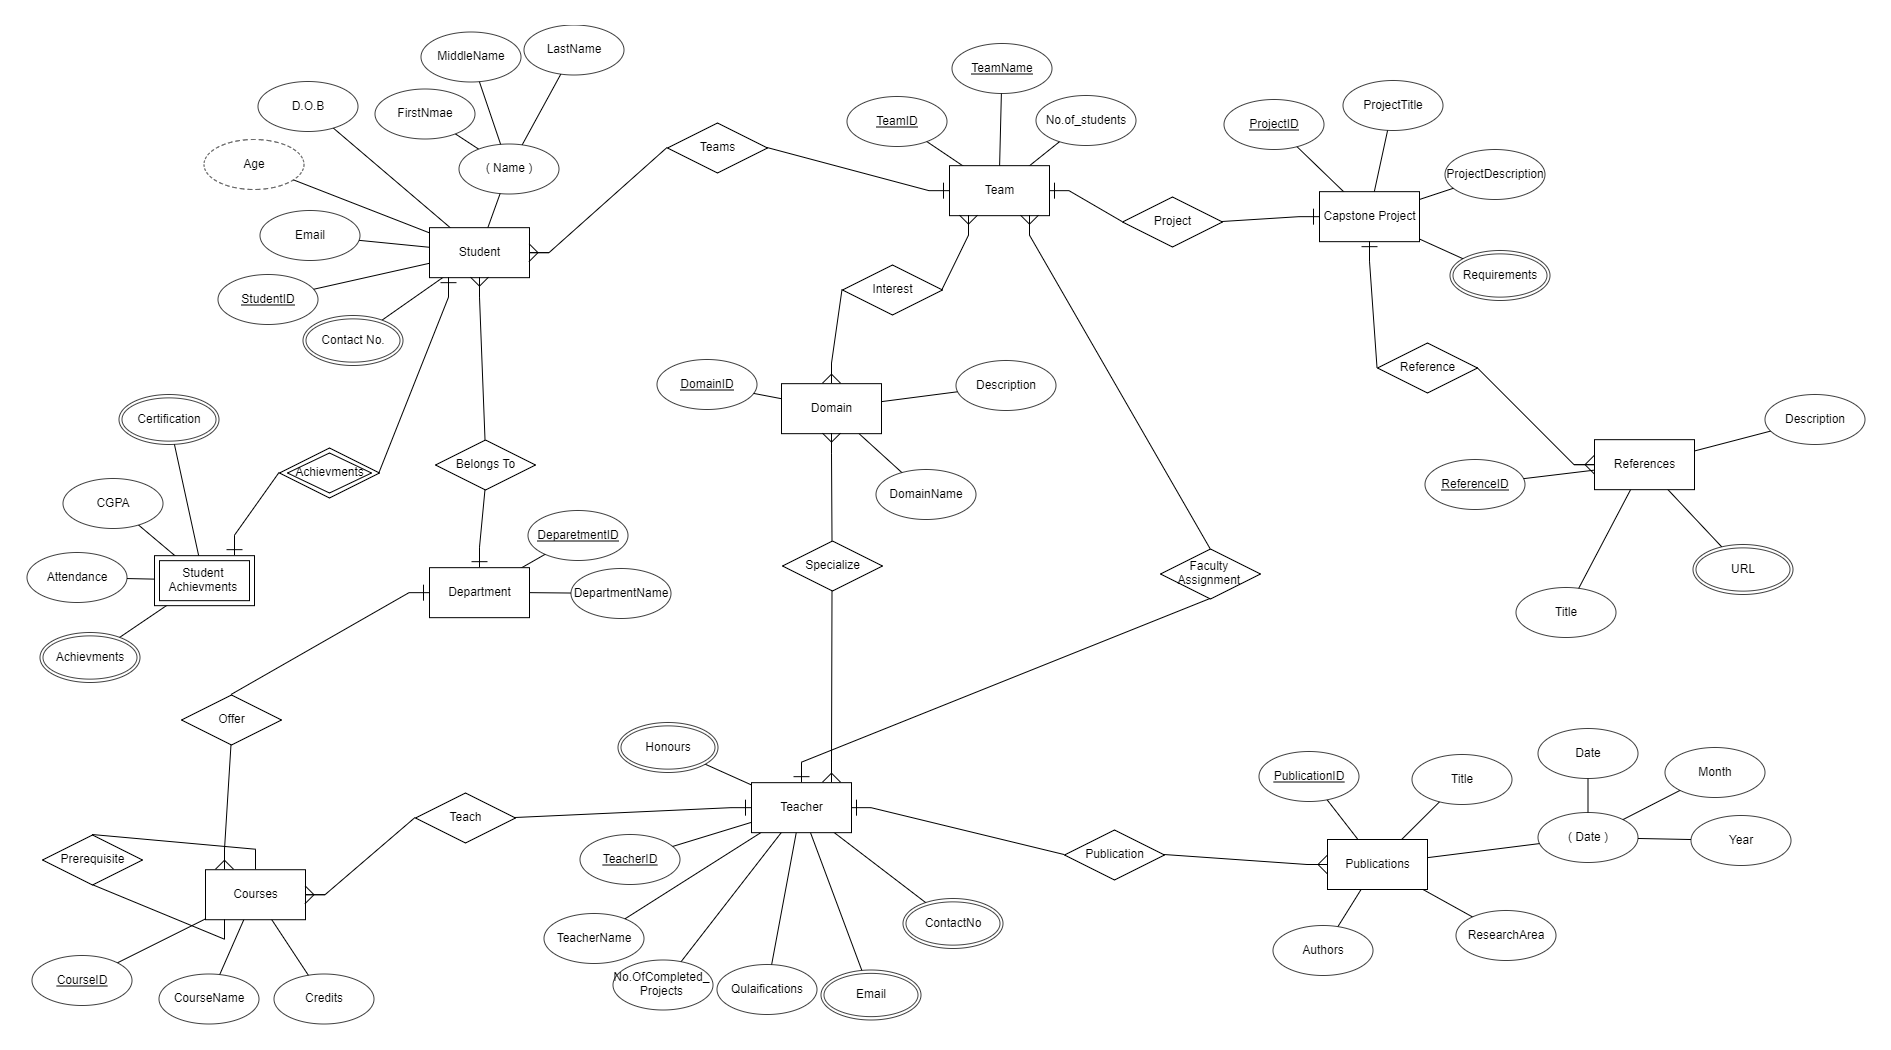 MiddleName
LastName
TeamName
D.O.B
FirstNmae
TeamID
No.of_students
ProjectID
ProjectTitle
Age
( Name )
Teams
Team
ProjectDescription
Email
Student
Project
Capstone Project
StudentID
Contact No.
Interest
Requirements
DomainID
Domain
Description
Reference
Certification
Achievments
Belongs To
DomainName
ReferenceID
References
Description
CGPA
Attendance
Student
Achievments
DeparetmentID
Department
DepartmentName
Specialize
Faculty
Assignment
URL
Title
Achievments
Offer
Honours
Date
PublicationID
Title
Month
Teach
Teacher
( Date )
Year
Prerequisite
TeacherID
Publication
Publications
Courses
TeacherName
ContactNo
Authors
ResearchArea
CourseID
CourseName
Credits
No.OfCompleted_
Projects
Qulaifications
Email